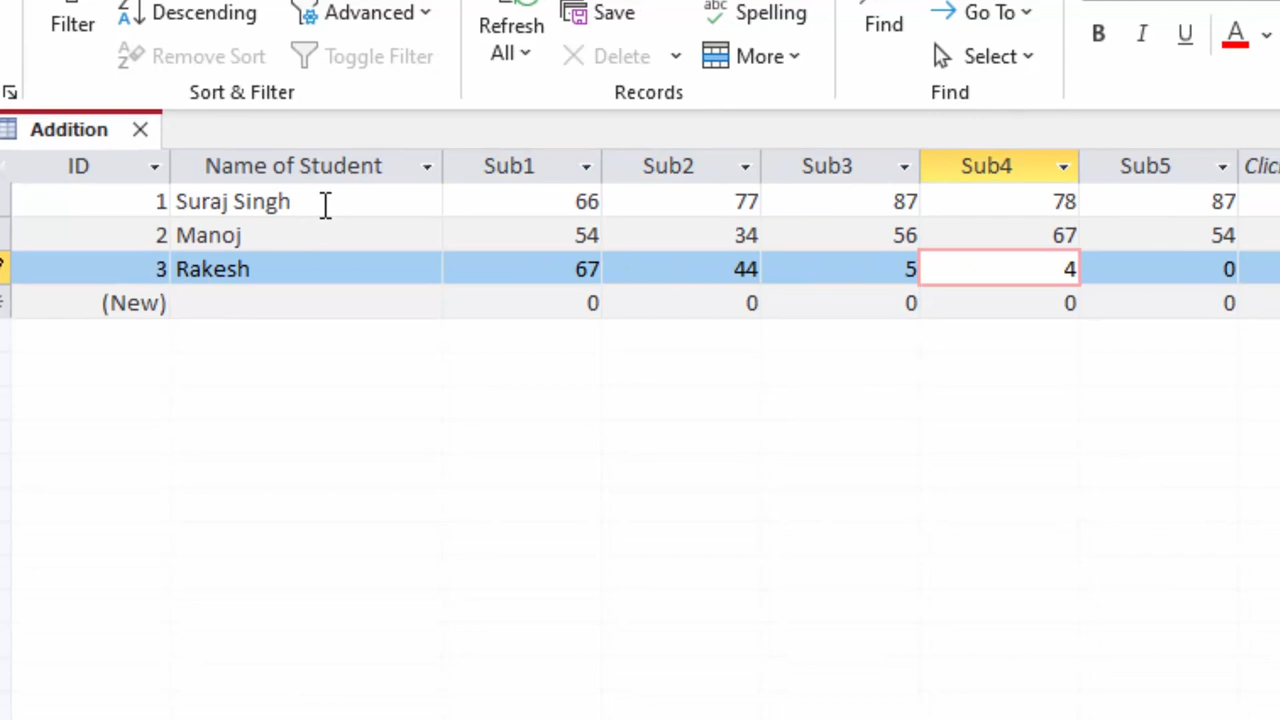 Filter Descending Advanced Refresh Save Spelling Find Go To
Remove Sort Toggle Filter All Delete More Select B I U A
Sort & Filter Records Find
Addition
ID Name of Student Sub1 Sub2 Sub3 Sub4 Sub5
1 Suraj Singh 66 77 87 78 87
2 Manoj 54 34 56 67 54
3 Rakesh 67 44 5 4 0
(New) 0 0 0 0 0